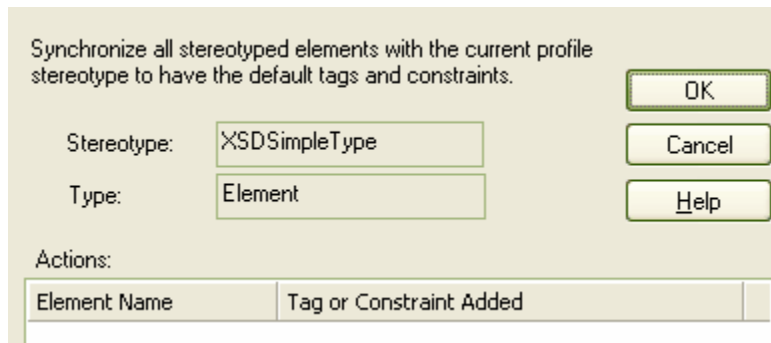 Synchronize all stereotyped elements with the current profile
stereotype to have the default tags and constraints.
OK
Stereotype: XSDSimpleType
Cancel
Type: Element
Help
Actions:
Element Name Tag or Constraint Added